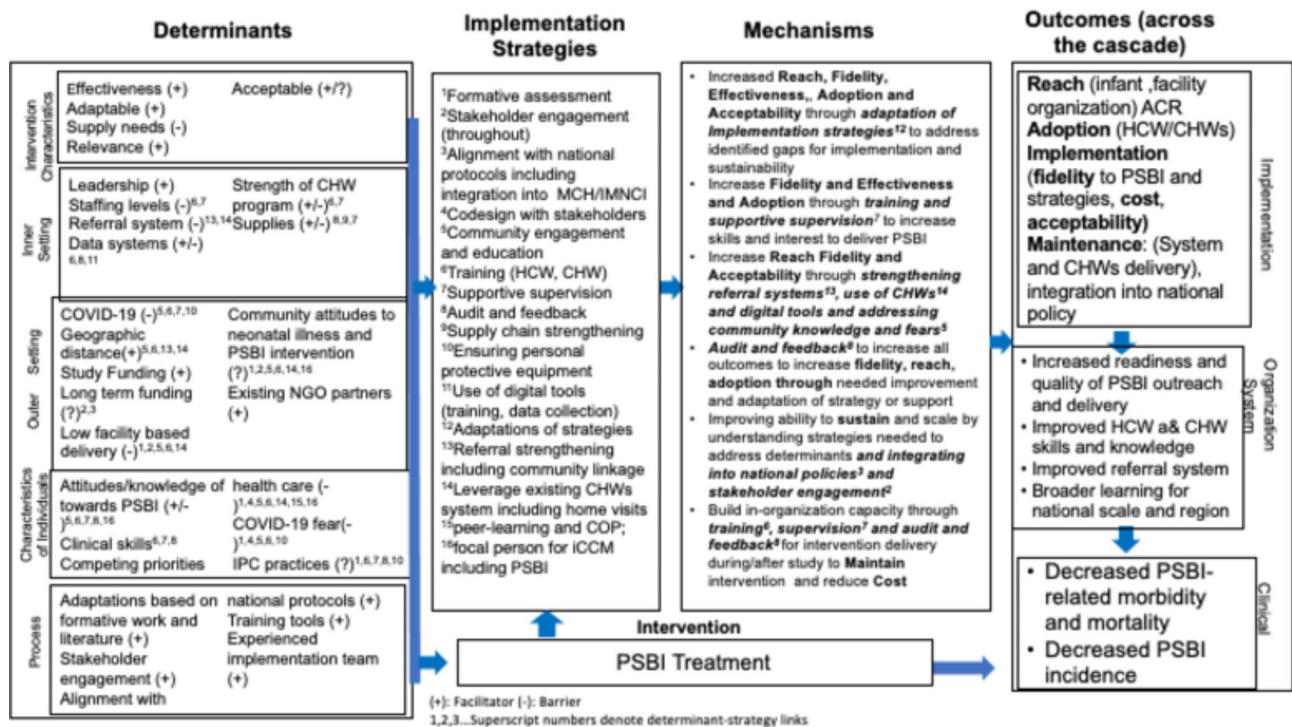 Determinants
Implementation
Strategies
Mechanisms
Outcomes (across
the cascade)
Intervention
Characteristics
Effectiveness (+)
Adaptable (+)
Supply needs (-)
Relevance (+)
Acceptable (+/?)
Inner
Setting
Leadership (+)
Staffing levels (-)6,7
Referral system (-)13,14
Data systems (+/-)
6,8,11
Strength of CHW
program (+/-)6,7
Supplies (+/-)8,9,7
Outer Setting
COVID-19 (-)5,6,7,10
Geographic
distance(+)5,6,13,14
Study Funding (+)
Long term funding
(?)2,3
Low facility based
delivery (-)1,2,5,6,14
Community attitudes to
neonatal illness and
PSBI intervention
(?)1,2,5,6,14,16
Existing NGO partners
(+)
Characteristics
of Individuals
Attitudes/knowledge of
towards PSBI (+/-
)5,6,7,8,16
Clinical skills6,7,8
Competing priorities
health care (-
)1,4,5,6,14,15,16
COVID-19 fear(-
)1,4,5,6,10
IPC practices (?)1,6,7,8,10
Process
Adaptations based on
formative work and
literature (+)
Stakeholder
engagement (+)
Alignment with
national protocols (+)
Training tools (+)
Experienced
implementation team
(+)
1Formative assessment
2Stakeholder engagement
(throughout)
3Alignment with national
protocols including
integration into MCH/IMNCI
4Codesign with stakeholders
5Community engagement
and education
6Training (HCW, CHW)
7Supportive supervision
8Audit and feedback
9Supply chain strengthening
10Ensuring personal
protective equipment
11Use of digital tools
(training, data collection)
12Adaptations of strategies
13Referral strengthening
including community linkage
14Leverage existing CHWs
system including home visits
15peer-learning and COP;
16focal person for iCCM
including PSBI
• Increased Reach, Fidelity,
Effectiveness,, Adoption and
Acceptability through adaptation of
Implementation strategies12 to address
identified gaps for implementation and
sustainability
• Increase Fidelity and Effectiveness
and Adoption through training and
supportive supervision7 to increase
skills and interest to deliver PSBI
• Increase Reach Fidelity and
Acceptability through strengthening
referral systems13, use of CHWs14
and digital tools and addressing
community knowledge and fears5
• Audit and feedback8 to increase all
outcomes to increase fidelity, reach,
adoption through needed improvement
and adaptation of strategy or support
• Improving ability to sustain and scale by
understanding strategies needed to
address determinants and integrating
into national policies3 and
stakeholder engagement2
• Build in-organization capacity through
training6, supervision7 and audit and
feedback8 for intervention delivery
during/after study to Maintain
intervention and reduce Cost
Reach (infant ,facility
organization) ACR
Adoption (HCW/CHWs)
Implementation
(fidelity to PSBI and
strategies, cost,
acceptability)
Maintenance: (System
and CHWs delivery),
integration into national
policy
Implementation
• Increased readiness and
quality of PSBI outreach
and delivery
• Improved HCW a& CHW
skills and knowledge
• Improved referral system
• Broader learning for
national scale and region
Organization
System
• Decreased PSBI-
related morbidity
and mortality
• Decreased PSBI
incidence
Clinical
Intervention
PSBI Treatment
(+): Facilitator (-): Barrier
1,2,3...Superscript numbers denote determinant-strategy links